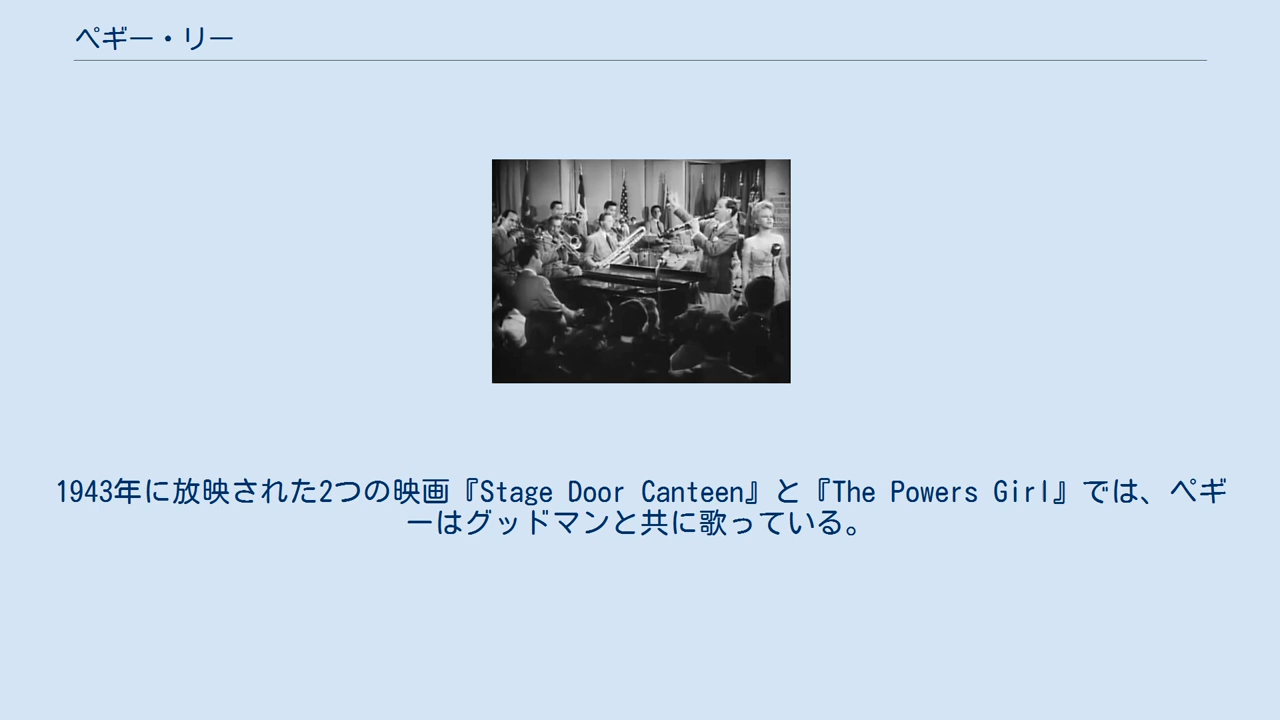 ペギー・リー
1943年に放映された2つの映画『Stage Door Canteen』と『The Powers Girl』では、ペギ
ーはグッドマンと共に歌っている。